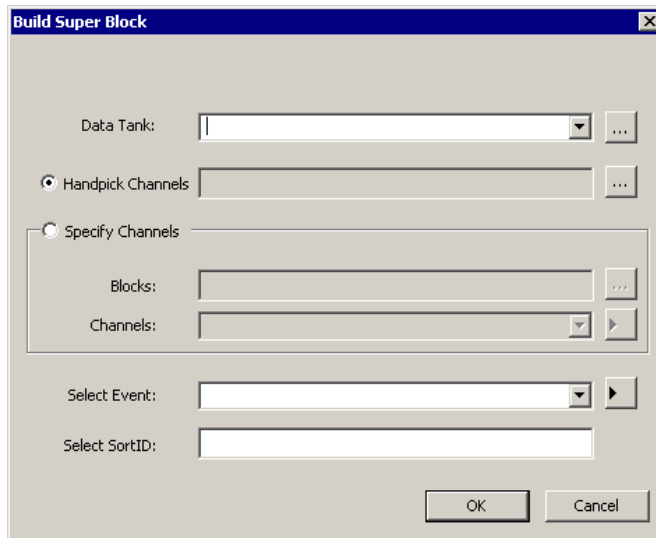 Build Super Block
Data Tank:
...
Handpick Channels
...
Specify Channels
Blocks:
...
Channels:
Select Event:
Select SortID:
OK Cancel